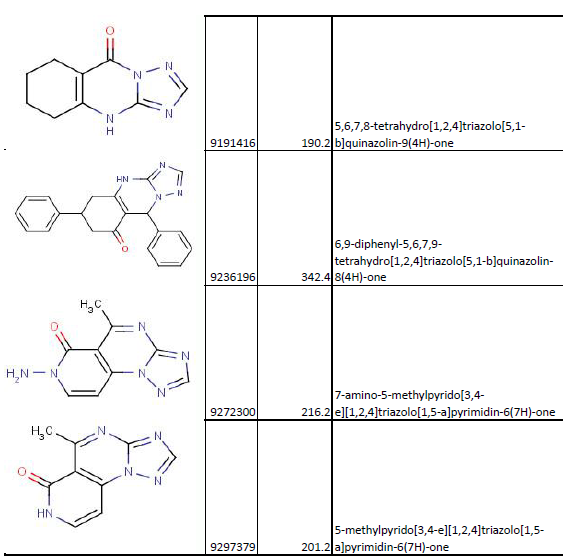 O
N
N
N
N
H
9191416
190.2
5,6,7,8-tetrahydro[1,2,4]triazolo[5,1-
b]quinazolin-9(4H)-one
HN
N
N
N
O
9236196
342.4
6,9-diphenyl-5,6,7,9-
tetrahydro[1,2,4]triazolo[5,1-b]quinazolin-
8(4H)-one
H3C
O
N
N
H2N
N
N
N
9272300
216.2
7-amino-5-methylpyrido[3,4-
e][1,2,4]triazolo[1,5-a]pyrimidin-6(7H)-one
H3C
N
N
O
N
N
HN
9297379
201.2
5-methylpyrido[3,4-e][1,2,4]triazolo[1,5-
a]pyrimidin-6(7H)-one